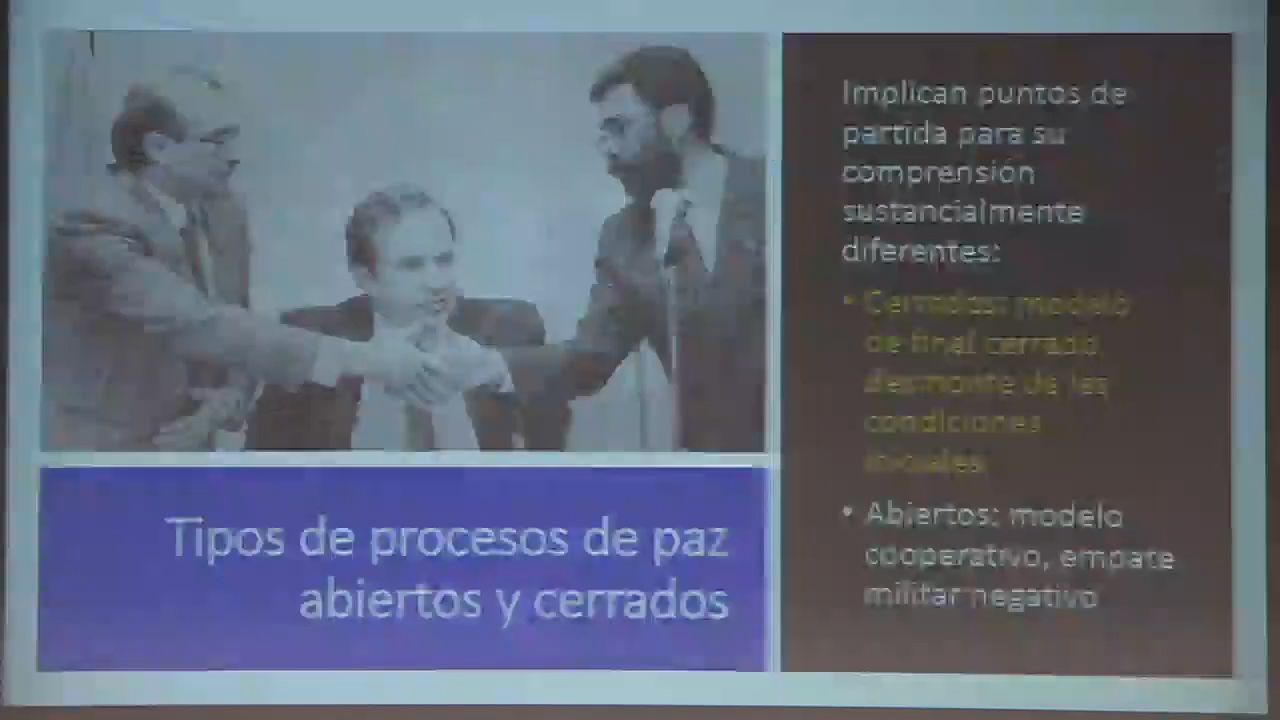 Tipos de procesos de paz
abiertos y cerrados
Implican puntos de
partida para su
comprensión
sustancialmente
diferentes:
• Cerrados: modelo
de final cerrado,
desmonte de las
condiciones
iniciales
• Abiertos: modelo
cooperativo, empate
militar negativo